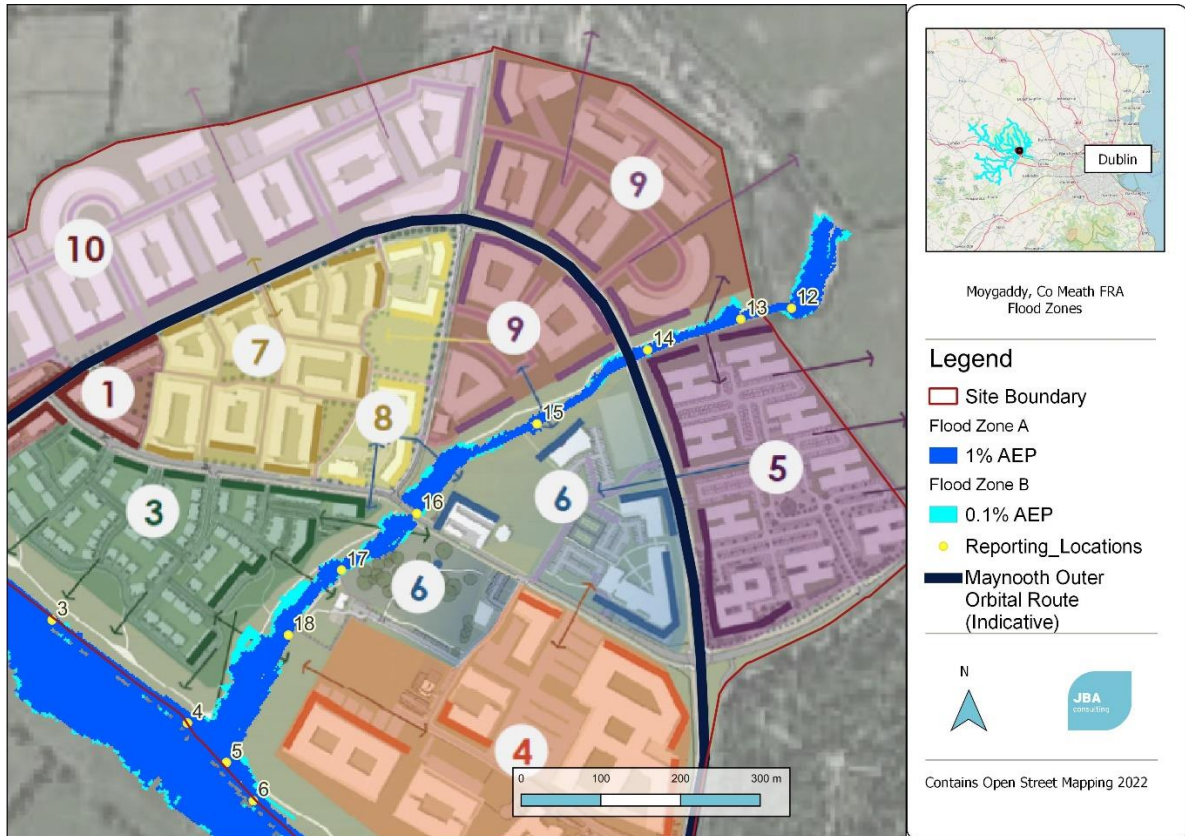 10
9
9
7
1
8
3
6
6
5
4
12
13
14
15
16
17
18
3
4
5
6
0 100 200 300 m
Dublin
Moygaddy, Co Meath FRA
Flood Zones
Legend
Site Boundary
Flood Zone A
1% AEP
Flood Zone B
0.1% AEP
Reporting_Locations
Maynooth Outer
Orbital Route
(Indicative)
N
JBA
consulting
Contains Open Street Mapping 2022